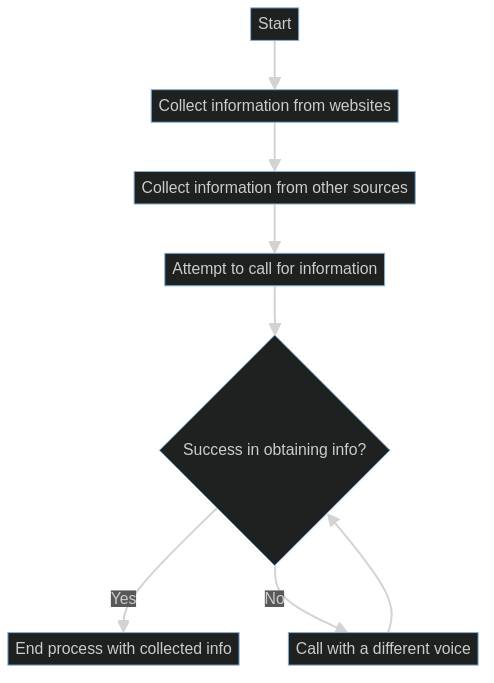 Start
Collect information from websites
Collect information from other sources
Attempt to call for information
Success in obtaining info?
Yes
No
End process with collected info
Call with a different voice